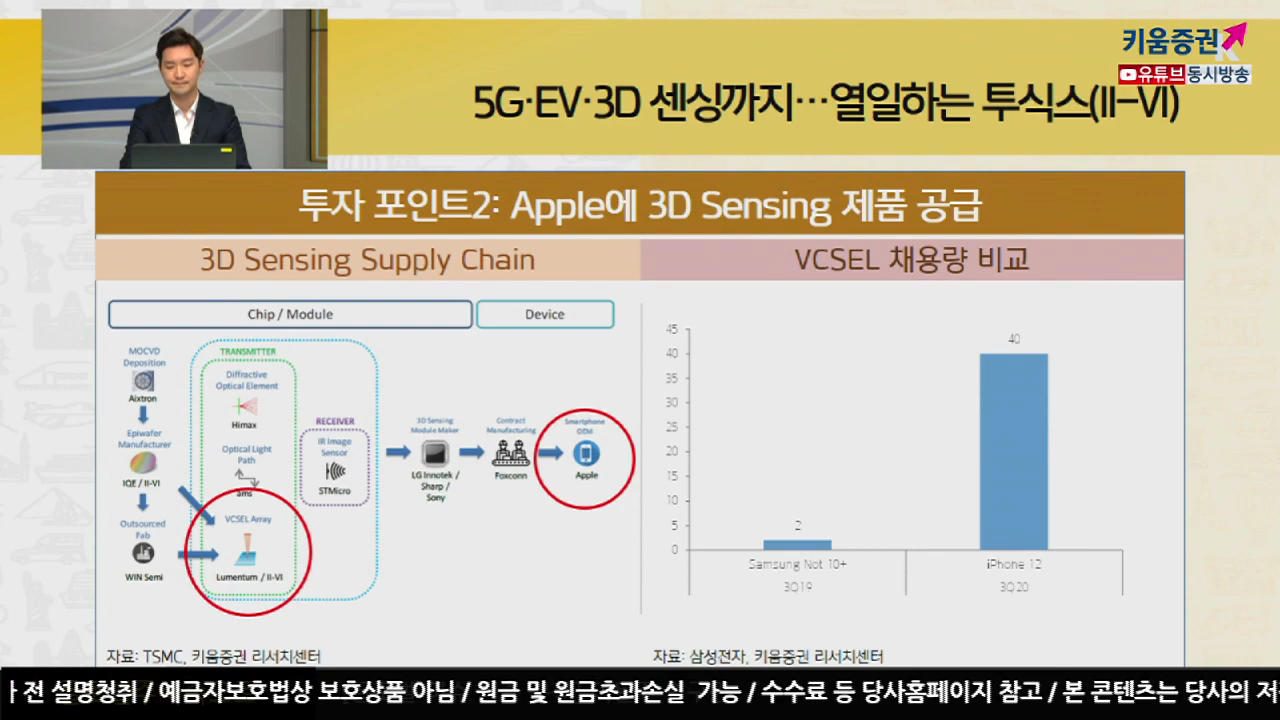 키움증권
유튜브 동시방송
5G·EV·3D 센싱까지…열일하는 투식스(II-VI)
투자 포인트2: Apple에 3D Sensing 제품 공급
3D Sensing Supply Chain
Chip / Module
Device
MOCVD
Deposition
Aixtron
Epiwafer
Manufacturer
IQE / II-VI
Outsourced
Fab
WIN Semi
TRANSMITTER
Diffractive
Optical Element
Himax
Optical Light
Path
ams
VCSEL Array
Lumentum / II-VI
RECEIVER
IR Image
Sensor
STMicro
3D Sensing
Module Maker
LG Innotek /
Sharp /
Sony
Contract
Manufacturing
Foxconn
Smartphone
OEM
Apple
자료: TSMC, 키움증권 리서치센터
VCSEL 채용량 비교
45
40
35
30
25
20
15
10
5
0
2
40
Samsung Not 10+
iPhone 12
3Q19
3Q20
자료: 삼성전자, 키움증권 리서치센터
전 설명청취 / 예금자보호법상 보호상품 아님 / 원금 및 원금초과손실 가능 / 수수료 등 당사홈페이지 참고 / 본 콘텐츠는 당사의